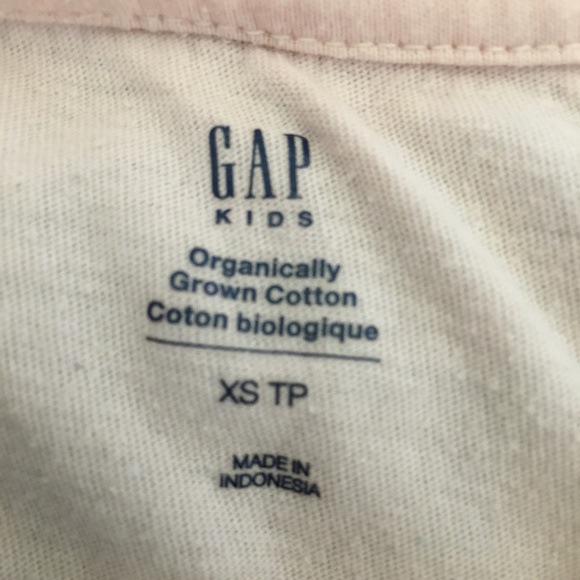 GAP
KIDS
Organically
Grown Cotton
Coton biologique
XS TP
MADE IN
INDONESIA